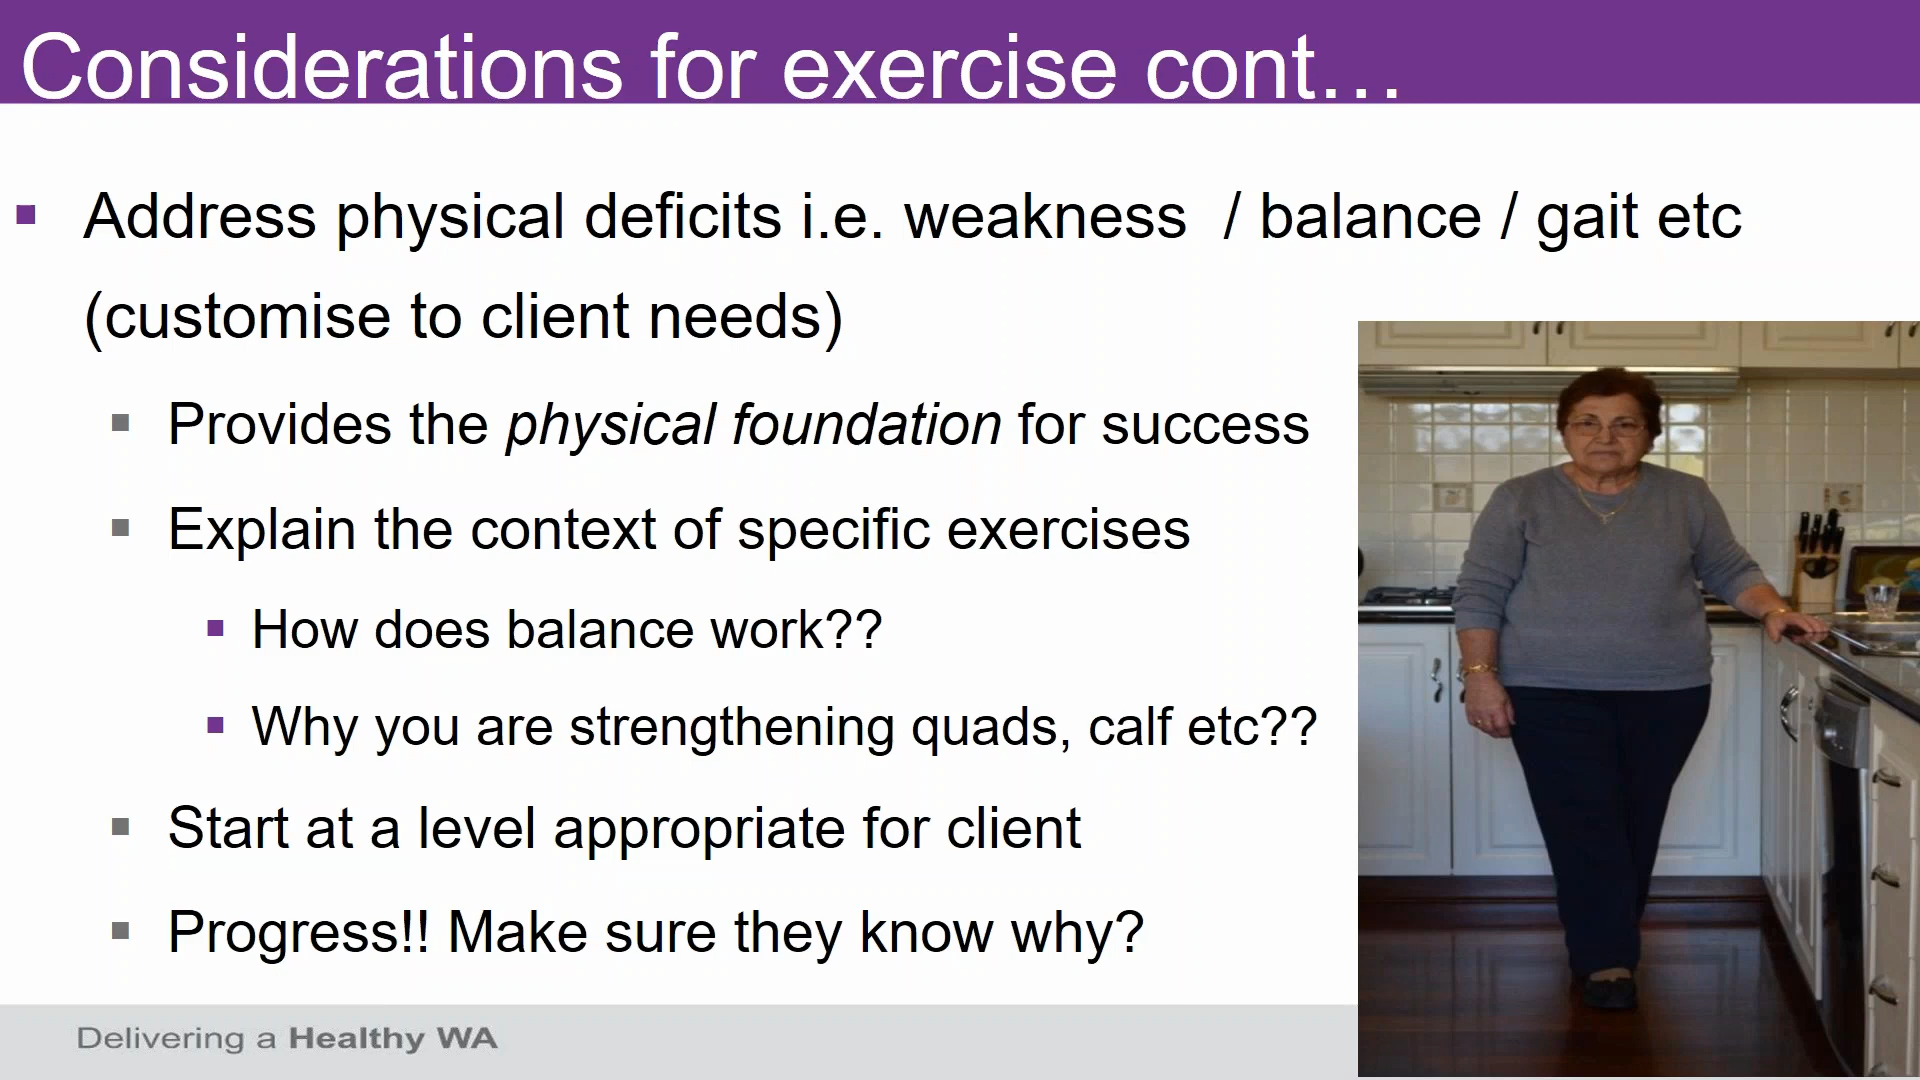 Considerations for exercise cont…
Address physical deficits i.e. weakness / balance / gait etc
(customise to client needs)
Provides the physical foundation for success
Explain the context of specific exercises
How does balance work??
Why you are strengthening quads, calf etc??
Start at a level appropriate for client
Progress!! Make sure they know why?
Delivering a Healthy WA